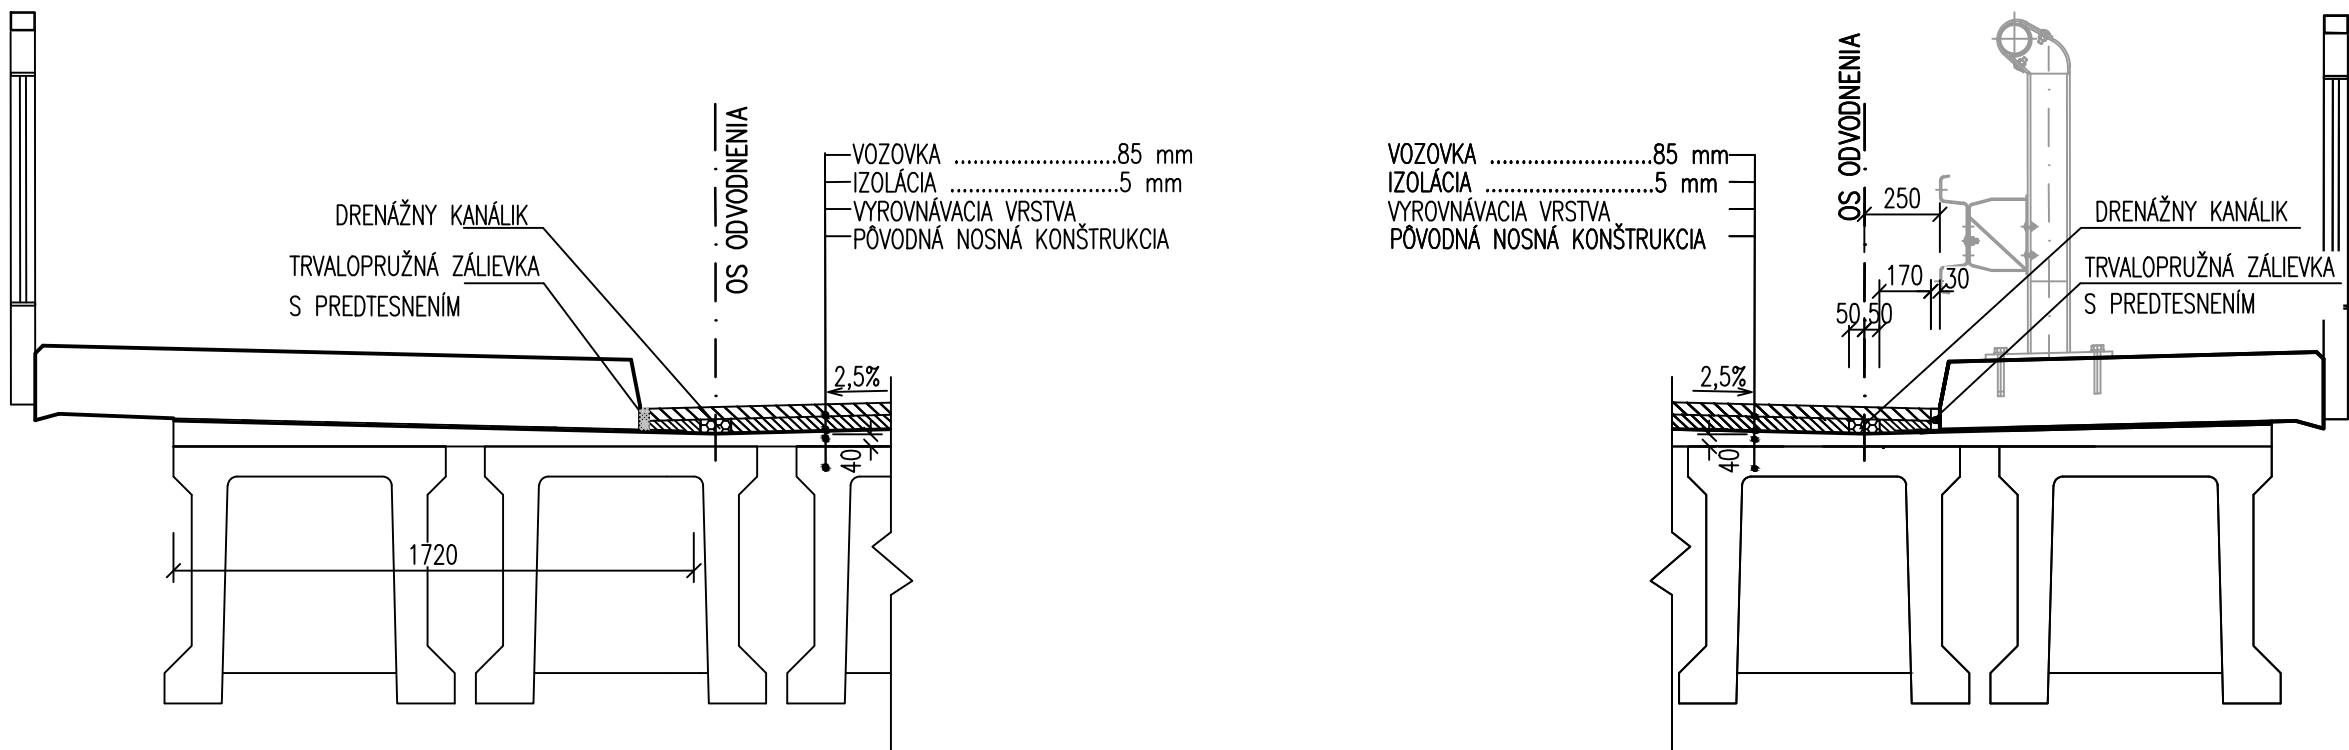 OS ODVODNENIA
VOZOVKA ..........................85 mm
IZOLÁCIA ...........................5 mm
VYROVNÁVACIA VRSTVA
PÔVODNÁ NOSNÁ KONŠTRUKCIA
DRENÁŽNY KANÁLIK
TRVALOPRUŽNÁ ZÁLIEVKA
S PREDTESNENÍM
2,5%
40
1720
OS ODVODNENIA
VOZOVKA ..........................85 mm
IZOLÁCIA ...........................5 mm
VYROVNÁVACIA VRSTVA
PÔVODNÁ NOSNÁ KONŠTRUKCIA
250
DRENÁŽNY KANÁLIK
170
30
TRVALOPRUŽNÁ ZÁLIEVKA
S PREDTESNENÍM
50
50
2,5%
40